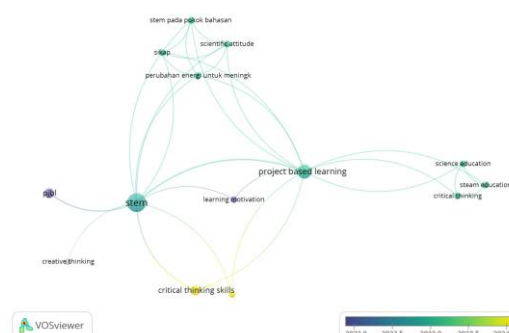 stem pada pokok bahasan
scientific attitude
sikap
perubahan energi untuk meningk
project based learning
science education
steam education
critical thinking
pjbl
stem
learning motivation
creative thinking
critical thinking skills
VOSviewer